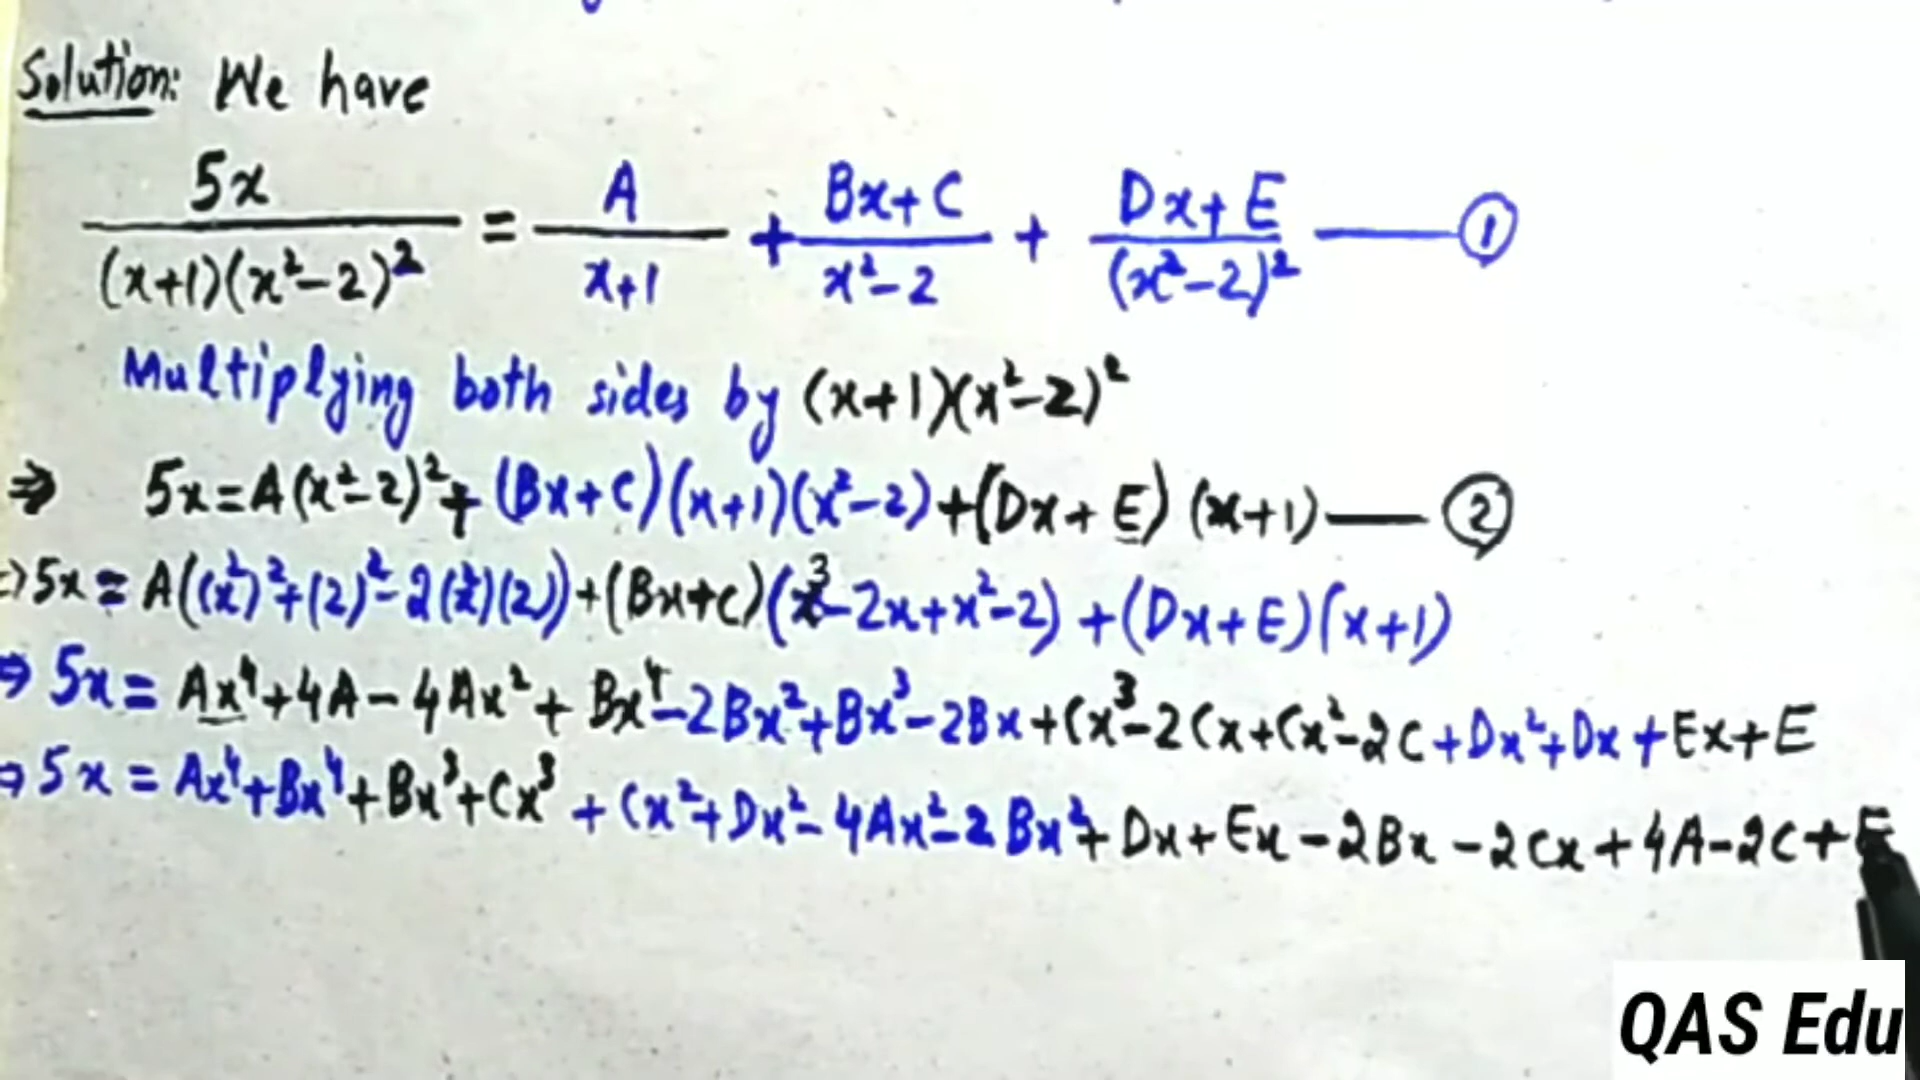 Solution: We have
5x / (x+1)(x²-2)² = A / x+1 + Bx+C / x²-2 + Dx+E / (x²-2)² —— ①
Multiplying both sides by (x+1)(x²-2)²
⇒ 5x=A(x²-2)²+(Bx+C)(x+1)(x²-2)+(Dx+E)(x+1)—②
⇒5x=A((x²)²+(2)²-2(x²)(2))+(Bx+C)(x³-2x+x²-2)+(Dx+E)(x+1)
⇒ 5x= Ax⁴+4A-4Ax²+Bx⁴-2Bx²+Bx³-2Bx+Cx³-2Cx+Cx²-2C+Dx²+Dx+Ex+E
⇒5x = Ax⁴+Bx⁴+Bx³+Cx³+Cx²+Dx²-4Ax²-2Bx²+Dx+Ex-2Bx-2Cx+4A-2C+E
QAS Edu